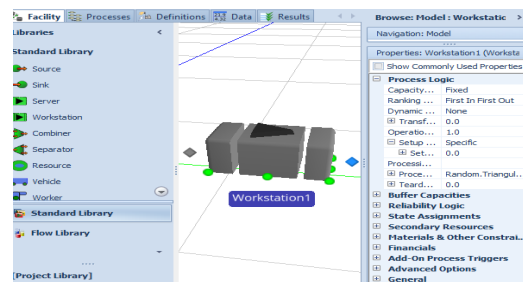 Facility Processes Definitions Data Results
Libraries
Standard Library
Source
Sink
Server
Workstation
Combiner
Separator
Resource
Vehicle
Worker
Standard Library
Flow Library
[Project Library]
Workstation1
Browse: Model : Workstatic
Navigation: Model
Properties: Workstation1 (Worksta
Show Commonly Used Properties
Process Logic
Capacity... Fixed
Ranking ... First In First Out
Dynamic ... None
Transf... 0.0
Operatio... 1.0
Setup ... Specific
Set... 0.0
Processi...
Proce... Random.Triangul...
Teard... 0.0
Buffer Capacities
Reliability Logic
State Assignments
Secondary Resources
Materials & Other Constrai...
Financials
Add-On Process Triggers
Advanced Options
General